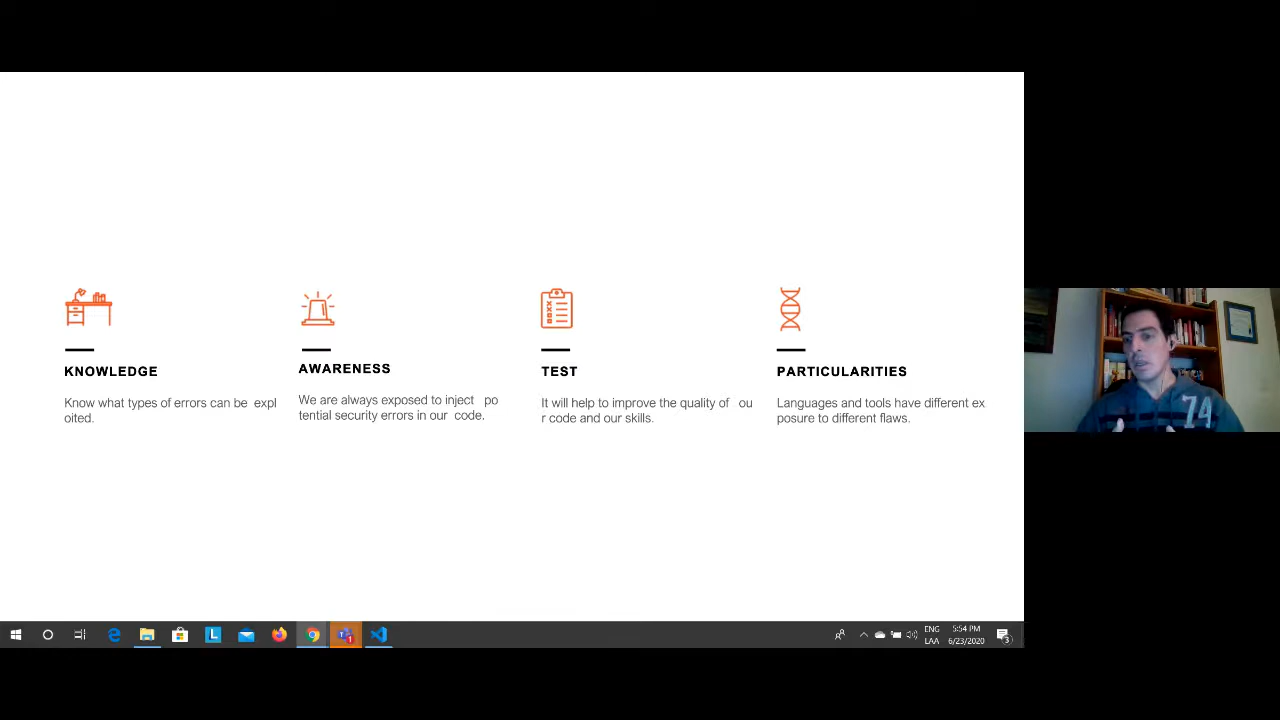 KNOWLEDGE
Know what types of errors can be expl
oited.
AWARENESS
We are always exposed to inject po
tential security errors in our code.
TEST
It will help to improve the quality of ou
r code and our skills.
PARTICULARITIES
Languages and tools have different ex
posure to different flaws.
74
L
T
1
ENG
LAA
5:54 PM
6/23/2020
3